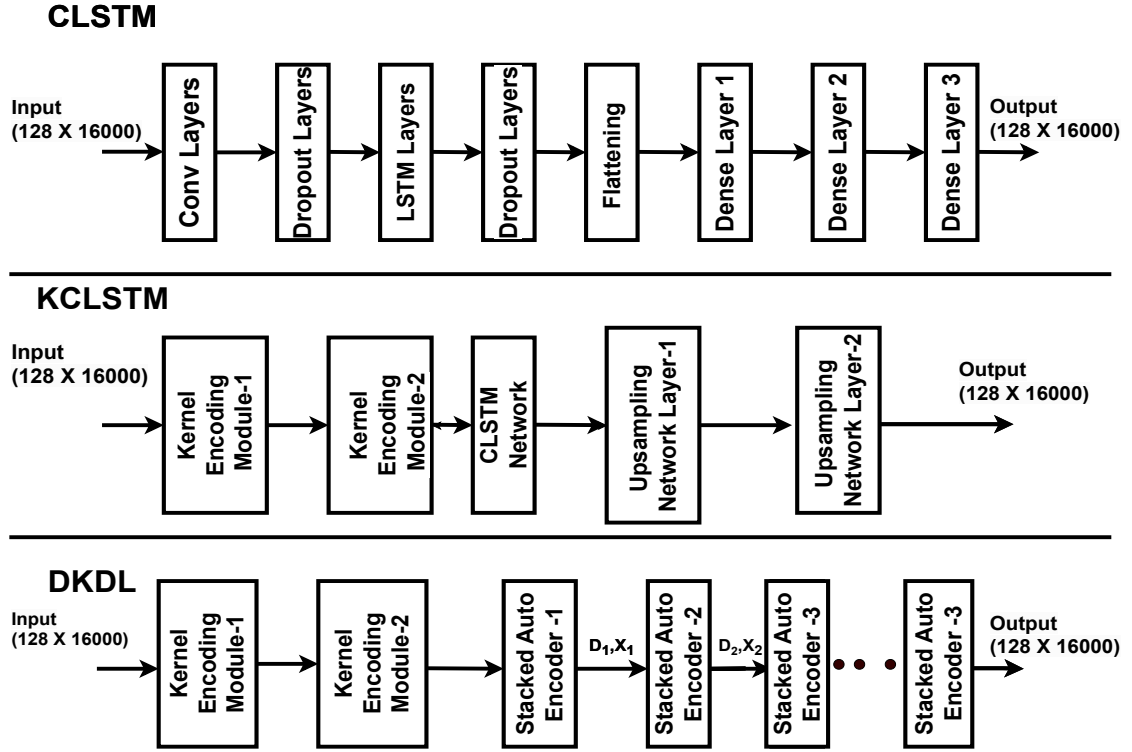 CLSTM
Input
(128 X 16000)
Conv Layers
Dropout Layers
LSTM Layers
Dropout Layers
Flattening
Dense Layer 1
Dense Layer 2
Dense Layer 3
Output
(128 X 16000)
KCLSTM
Input
(128 X 16000)
Kernel
Encoding
Module-1
Kernel
Encoding
Module-2
CLSTM
Network
Upsampling
Network Layer-1
Upsampling
Network Layer-2
Output
(128 X 16000)
DKDL
Input
(128 X 16000)
Kernel
Encoding
Module-1
Kernel
Encoding
Module-2
Stacked Auto
Encoder -1
D₁,X₁
Stacked Auto
Encoder -2
D₂,X₂
Stacked Auto
Encoder -3
Stacked Auto
Encoder -3
Output
(128 X 16000)